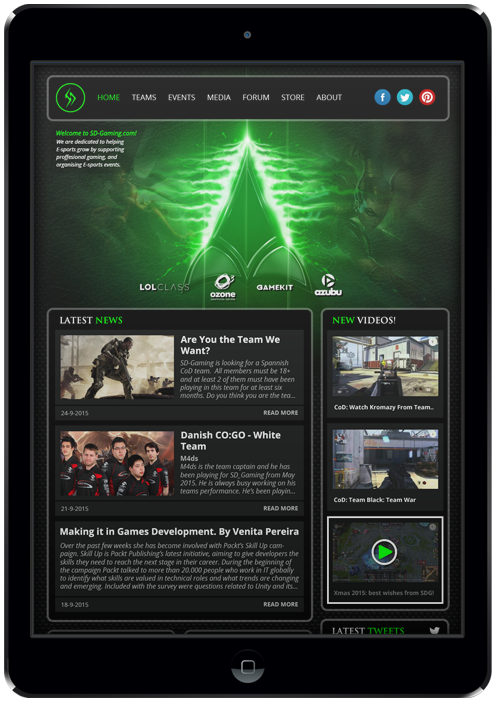 HOME TEAMS EVENTS MEDIA FORUM STORE ABOUT
Welcome to SD-Gaming.com!
We are dedicated to helping
E-sports grow by supporting
proffesional gaming, and
organising E-sports events.
LOLCLASS
ozone
GAMEKIT
azubu
LATEST NEWS
Are You the Team We
Want?
SD-Gaming is looking for a Spannish
CoD team. All members must be 18+
and at least 2 of them must have been
playing in this team for at least six
months. Do you think you are the tea...
24-9-2015 READ MORE
Danish CO:GO - White
Team
M4ds
M4ds is the team captain and he has
been playing for SD_Gaming from May
2015. He is always busy working on his
teams performance. He's been playin...
21-9-2015 READ MORE
Making it in Games Development. By Venita Pereira
Over the past few weeks she has become involved with Packt's Skill Up cam-
paign. Skill Up is Packt Publishing's latest initiative, aiming to give developers the
skills they need to reach the next stage in their career. During the beginning of
the campaign Packt talked to more than 20.000 people who work in IT globally
to identify what skills are valued in technical roles and what trends are changing
and emerging. Included with the survey were questions related to Unity and its...
18-9-2015 READ MORE
NEW VIDEOS!
CoD: Watch Kromazy From Team..
CoD: Team Black: Team War
Xmas 2015: best wishes from SDG!
LATEST TWEETS